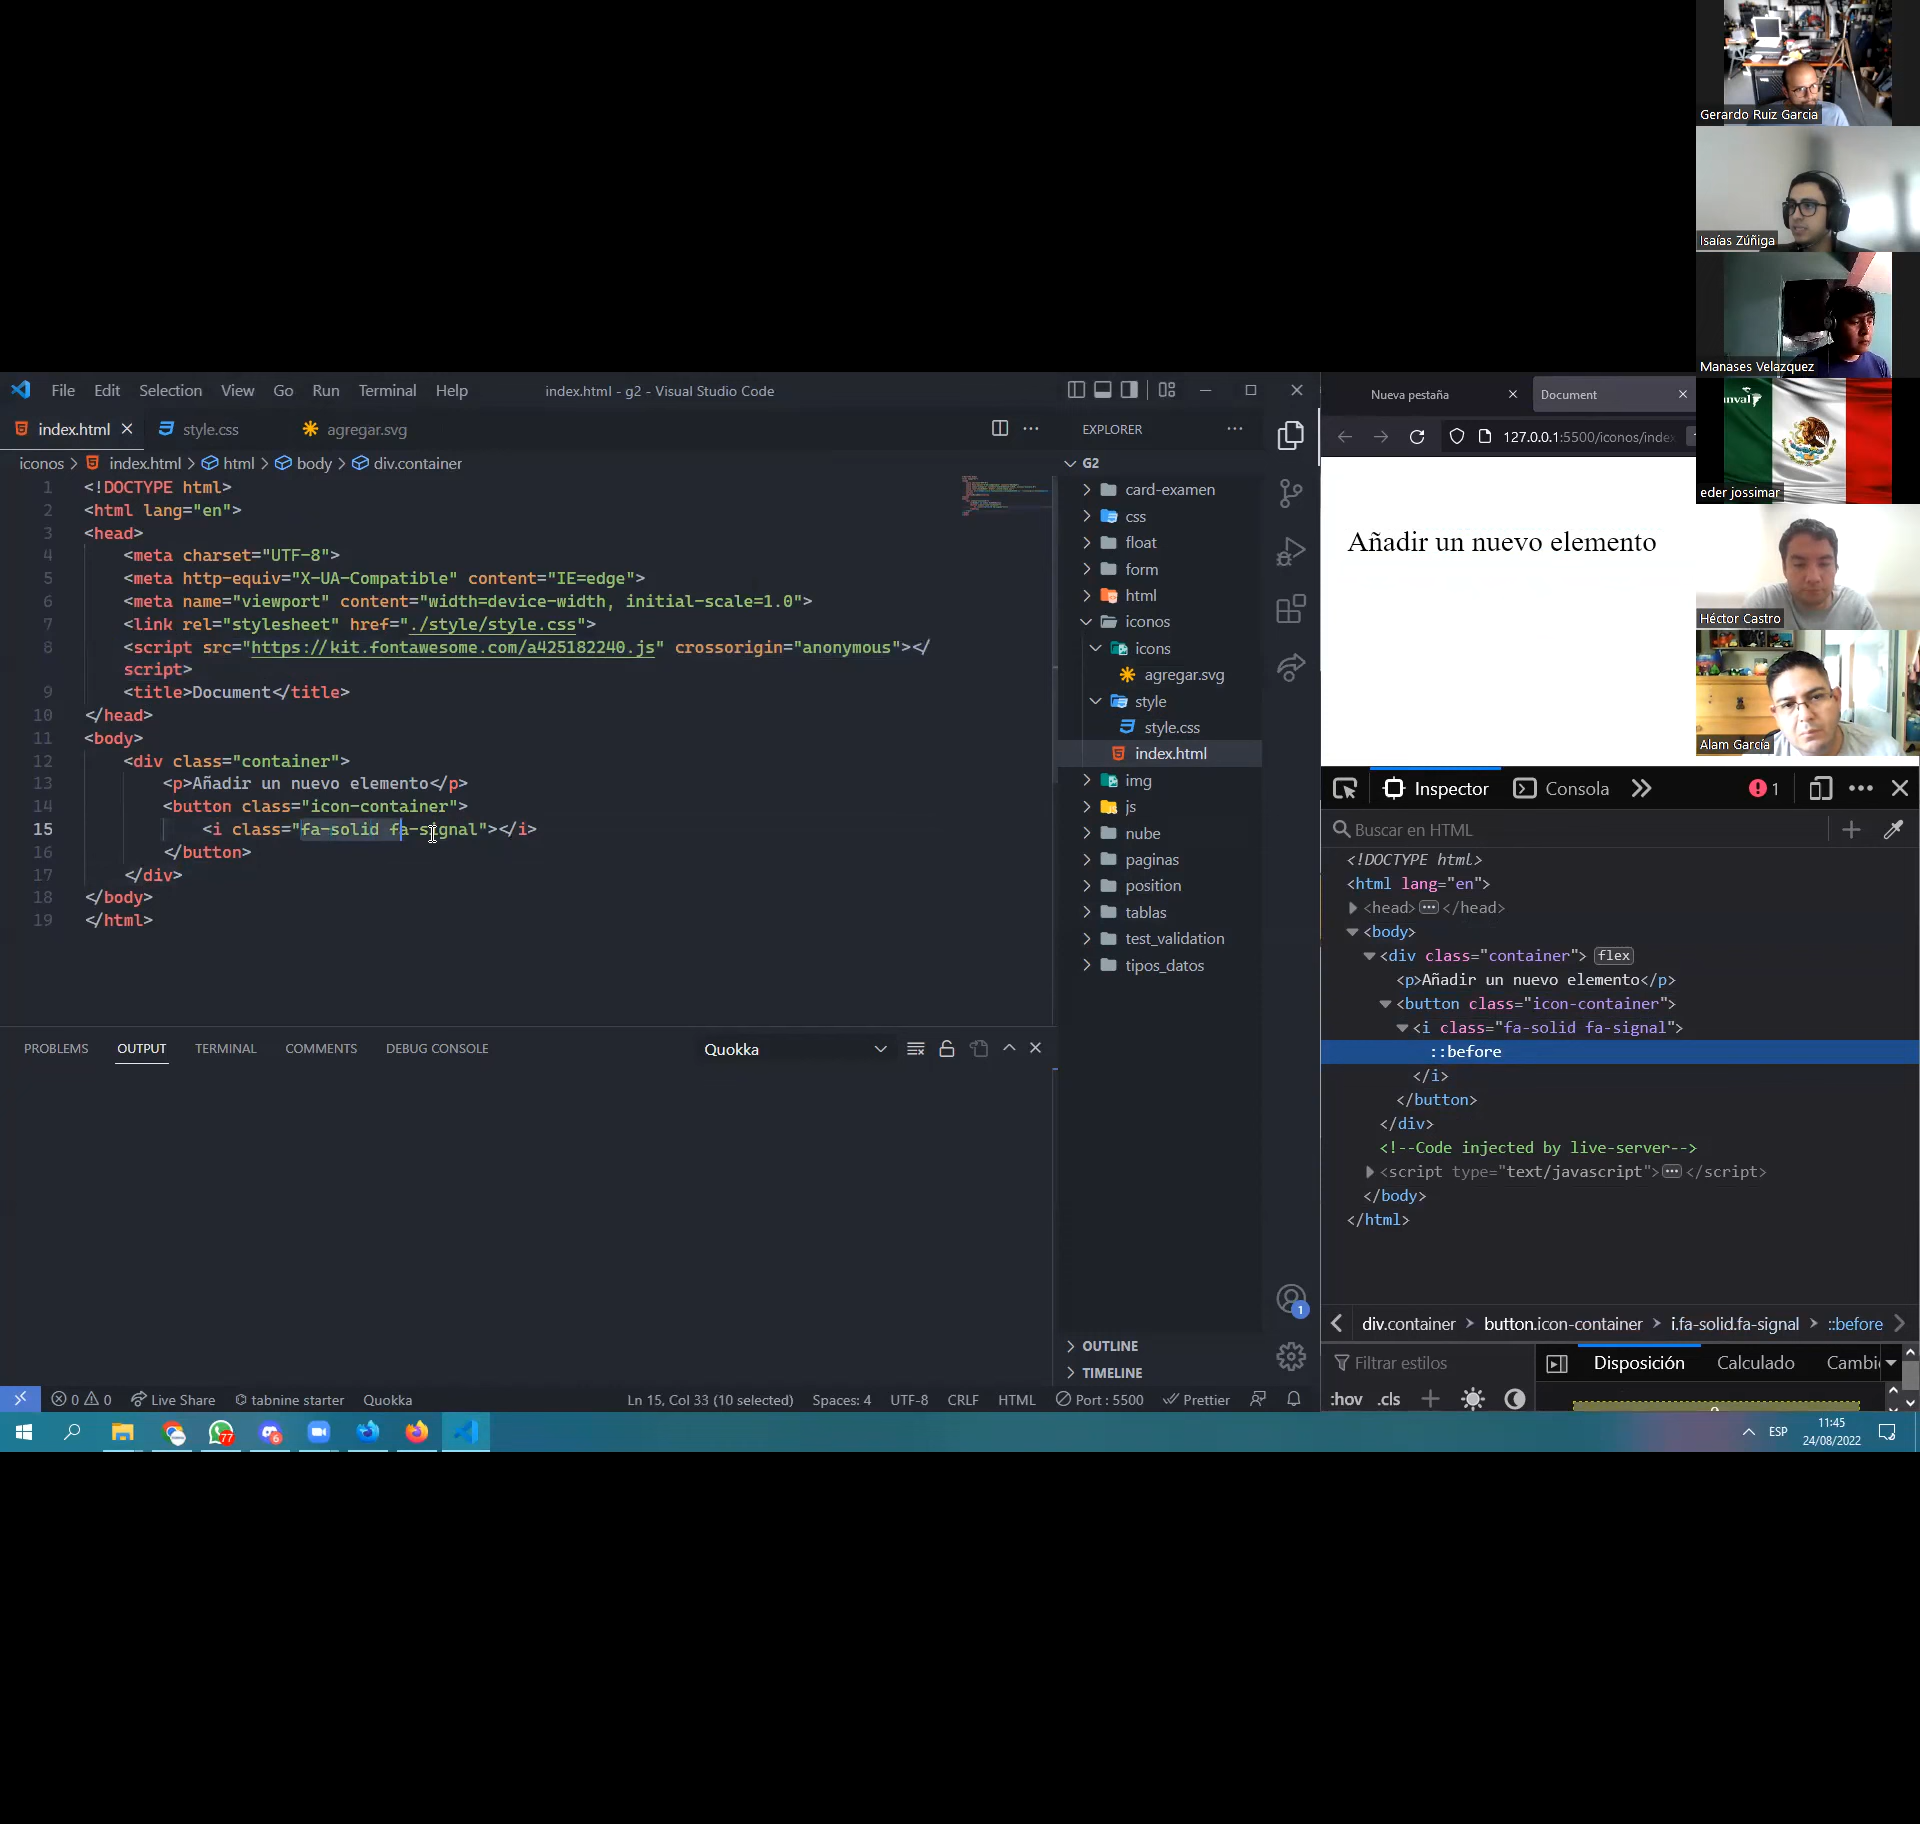 Gerardo Ruiz Garcia
Isaías Zúñiga
Manases Velazquez
eder jossimar
Héctor Castro
Alam García
File Edit Selection View Go Run Terminal Help
index.html - g2 - Visual Studio Code
index.html
style.css
agregar.svg
iconos > index.html > html > body > div.container
1 <!DOCTYPE html>
2 <html lang="en">
3 <head>
4 <meta charset="UTF-8">
5 <meta http-equiv="X-UA-Compatible" content="IE=edge">
6 <meta name="viewport" content="width=device-width, initial-scale=1.0">
7 <link rel="stylesheet" href="./style/style.css">
8 <script src="https://kit.fontawesome.com/a425182240.js" crossorigin="anonymous"></
script>
9 <title>Document</title>
10 </head>
11 <body>
12 <div class="container">
13 <p>Añadir un nuevo elemento</p>
14 <button class="icon-container">
15 <i class="fa-solid fa-signal"></i>
16 </button>
17 </div>
18 </body>
19 </html>
PROBLEMS OUTPUT TERMINAL COMMENTS DEBUG CONSOLE
Quokka
EXPLORER
G2
card-examen
css
float
form
html
iconos
icons
agregar.svg
style
style.css
index.html
img
js
nube
paginas
position
tablas
test_validation
tipos_datos
OUTLINE
TIMELINE
1
0 0 Live Share tabnine starter Quokka
Ln 15, Col 33 (10 selected) Spaces: 4 UTF-8 CRLF HTML Port : 5500 Prettier
Nueva pestaña
Document
127.0.0.1:5500/iconos/index
Añadir un nuevo elemento
Inspector Consola 1
Buscar en HTML
<!DOCTYPE html>
<html lang="en">
<head> </head>
<body>
<div class="container"> flex
<p>Añadir un nuevo elemento</p>
<button class="icon-container">
<i class="fa-solid fa-signal">
::before
</i>
</button>
</div>
<!--Code injected by live-server-->
<script type="text/javascript"> </script>
</body>
</html>
div.container > button.icon-container > i.fa-solid.fa-signal > ::before
Filtrar estilos
Disposición Calculado Cambi
:hov .cls
77
6
ESP
11:45
24/08/2022